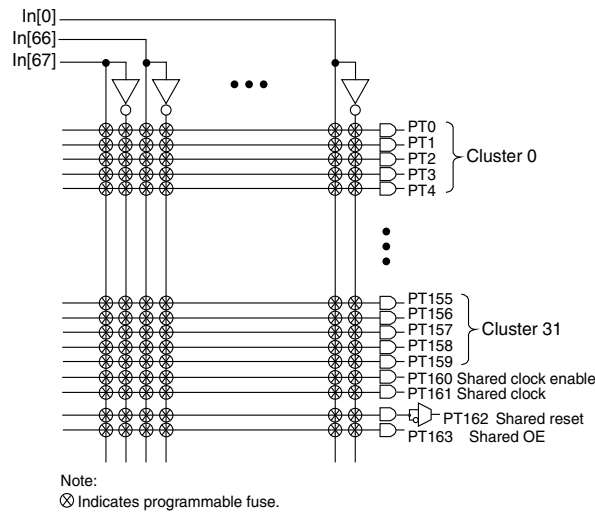 In[0]
In[66]
In[67]
PT0
PT1
PT2
PT3
PT4
Cluster 0
PT155
PT156
PT157
PT158
PT159
Cluster 31
PT160 Shared clock enable
PT161 Shared clock
PT162 Shared reset
PT163 Shared OE
Note:
Indicates programmable fuse.